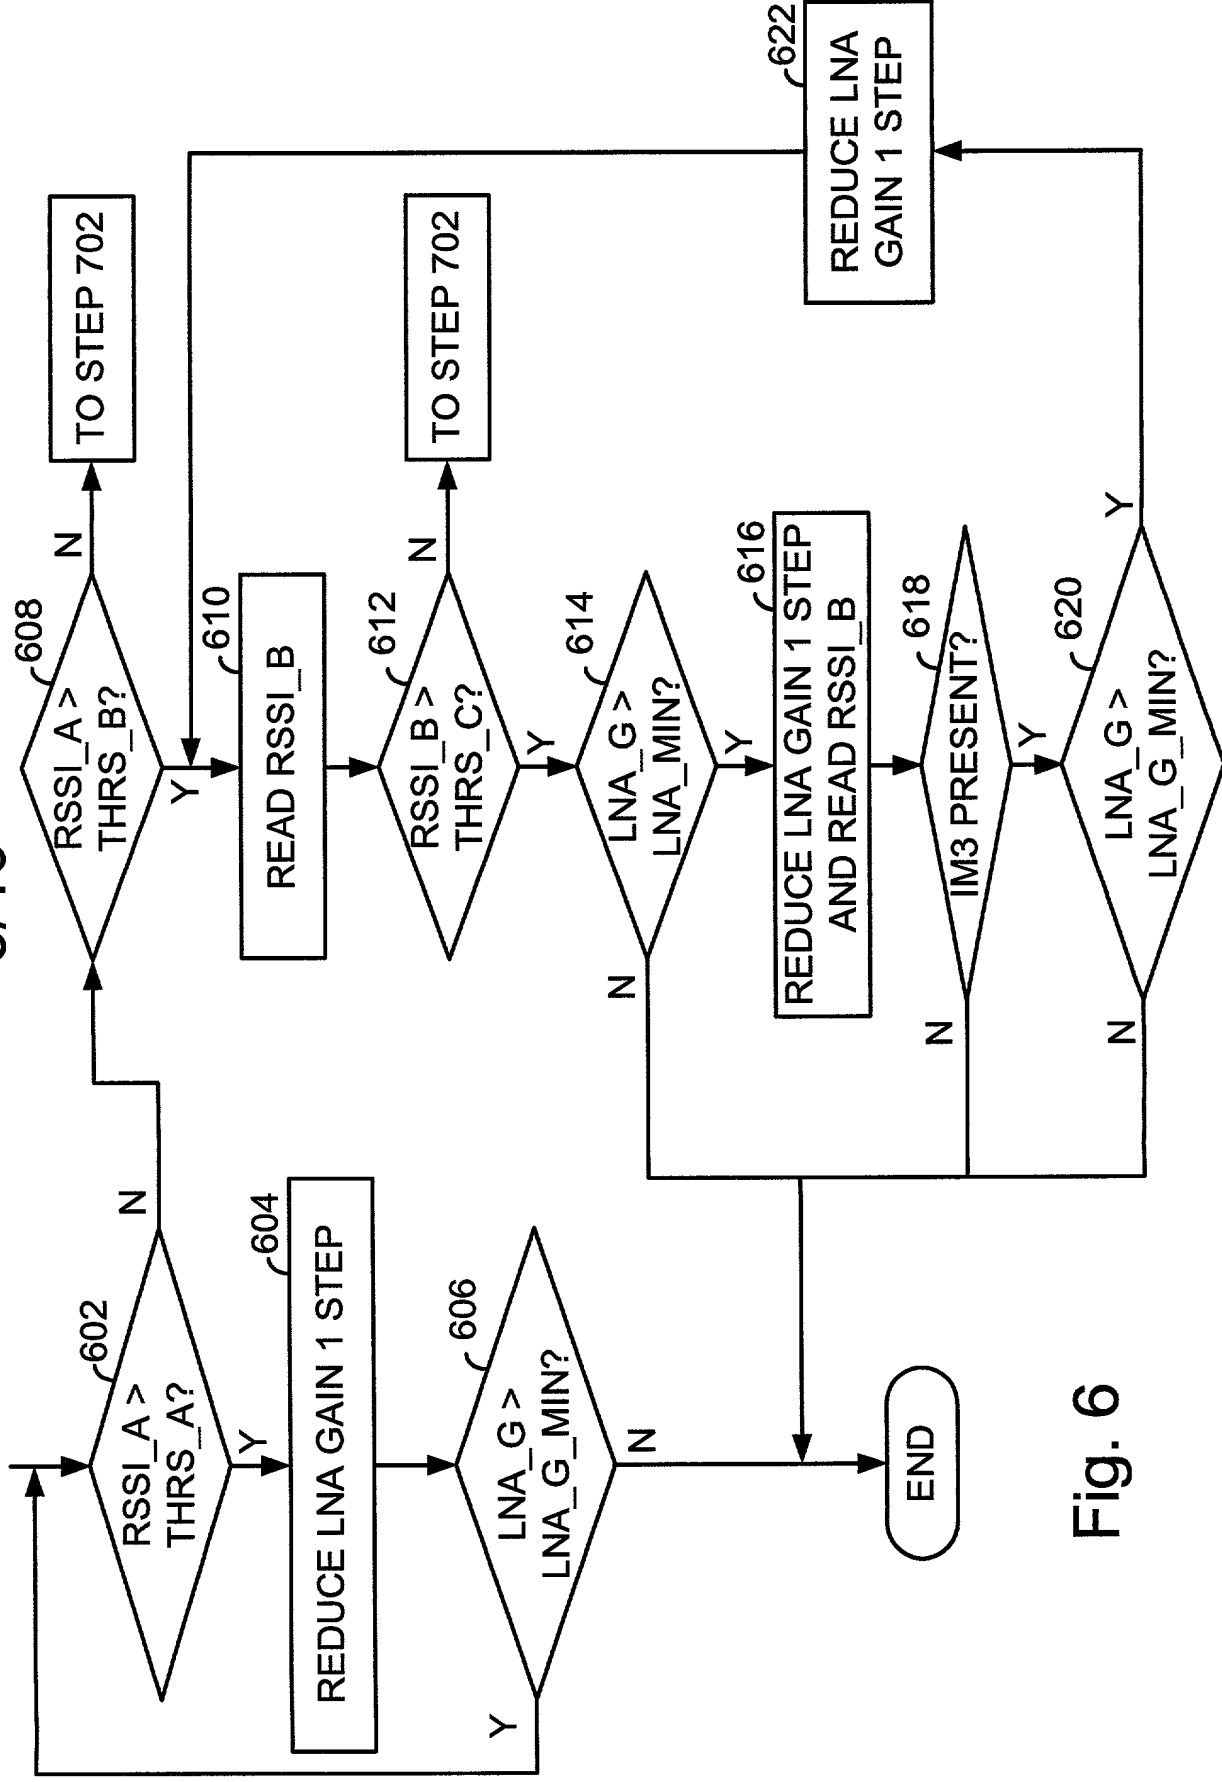 602
RSSI_A >
THRS_A?
Y
N
604
REDUCE LNA GAIN 1 STEP
606
LNA_G >
LNA_G_MIN?
Y
N
END
608
RSSI_A >
THRS_B?
N
TO STEP 702
Y
610
READ RSSI_B
612
RSSI_B >
THRS_C?
N
TO STEP 702
Y
614
LNA_G >
LNA_MIN?
N
Y
616
REDUCE LNA GAIN 1 STEP
AND READ RSSI_B
618
IM3 PRESENT?
N
Y
620
LNA_G >
LNA_G_MIN?
N
Y
622
REDUCE LNA
GAIN 1 STEP
Fig. 6